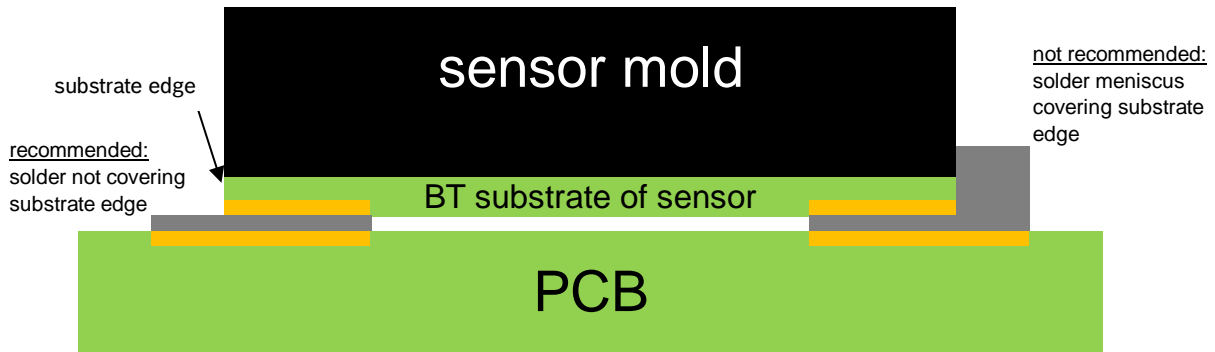 sensor mold
substrate edge
recommended:
solder not covering
substrate edge
not recommended:
solder meniscus
covering substrate
edge
BT substrate of sensor
PCB